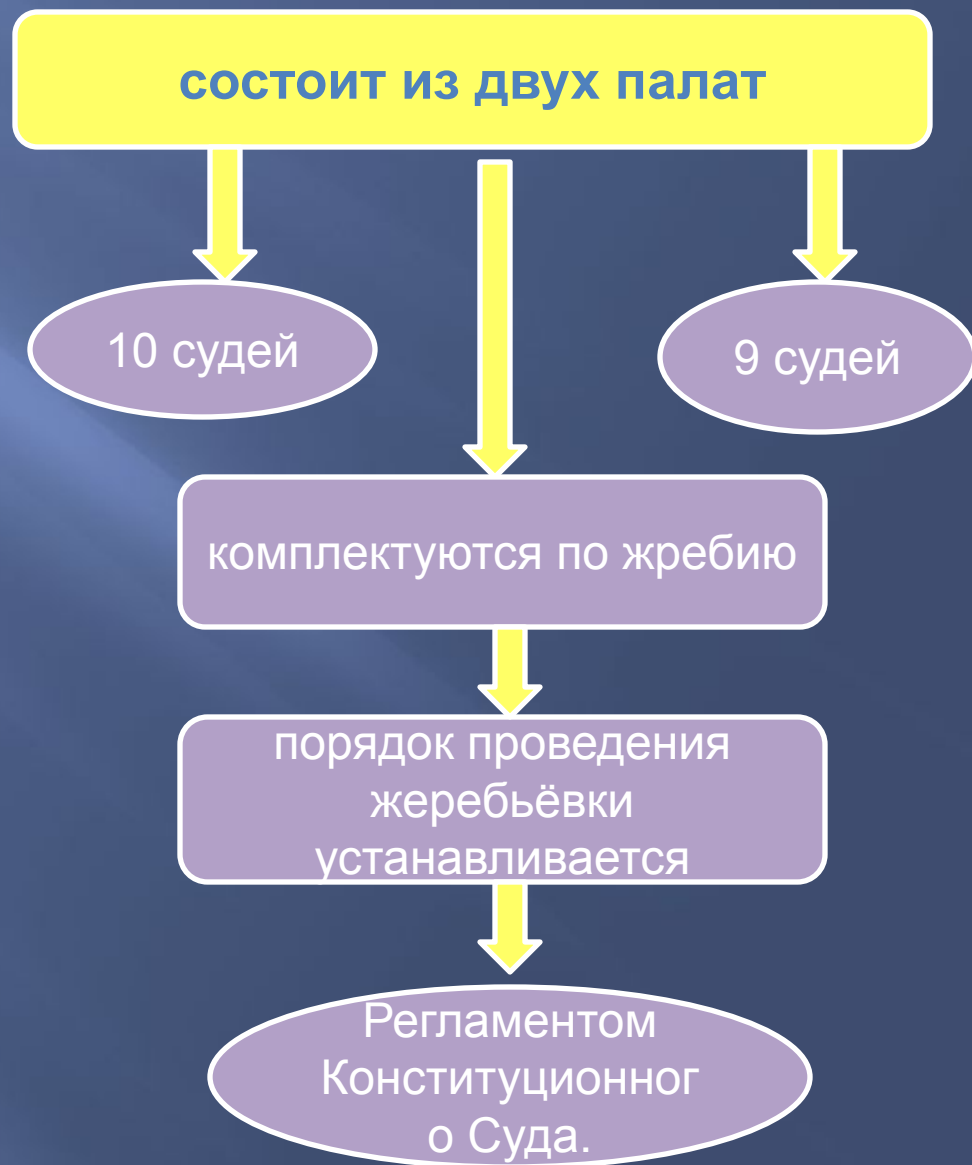 состоит из двух палат
10 судей
9 судей
комплектуются по жребию
порядок проведения
жеребьёвки
устанавливается
Регламентом
Конституционног
о Суда.